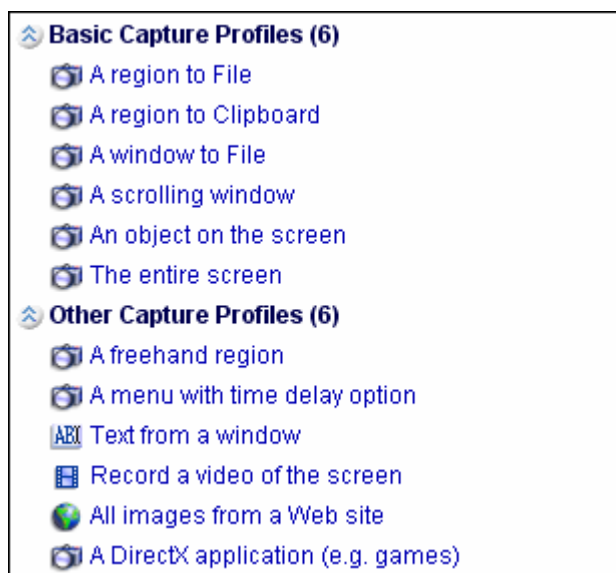 Basic Capture Profiles (6)
A region to File
A region to Clipboard
A window to File
A scrolling window
An object on the screen
The entire screen
Other Capture Profiles (6)
A freehand region
A menu with time delay option
ABI Text from a window
Record a video of the screen
All images from a Web site
A DirectX application (e.g. games)